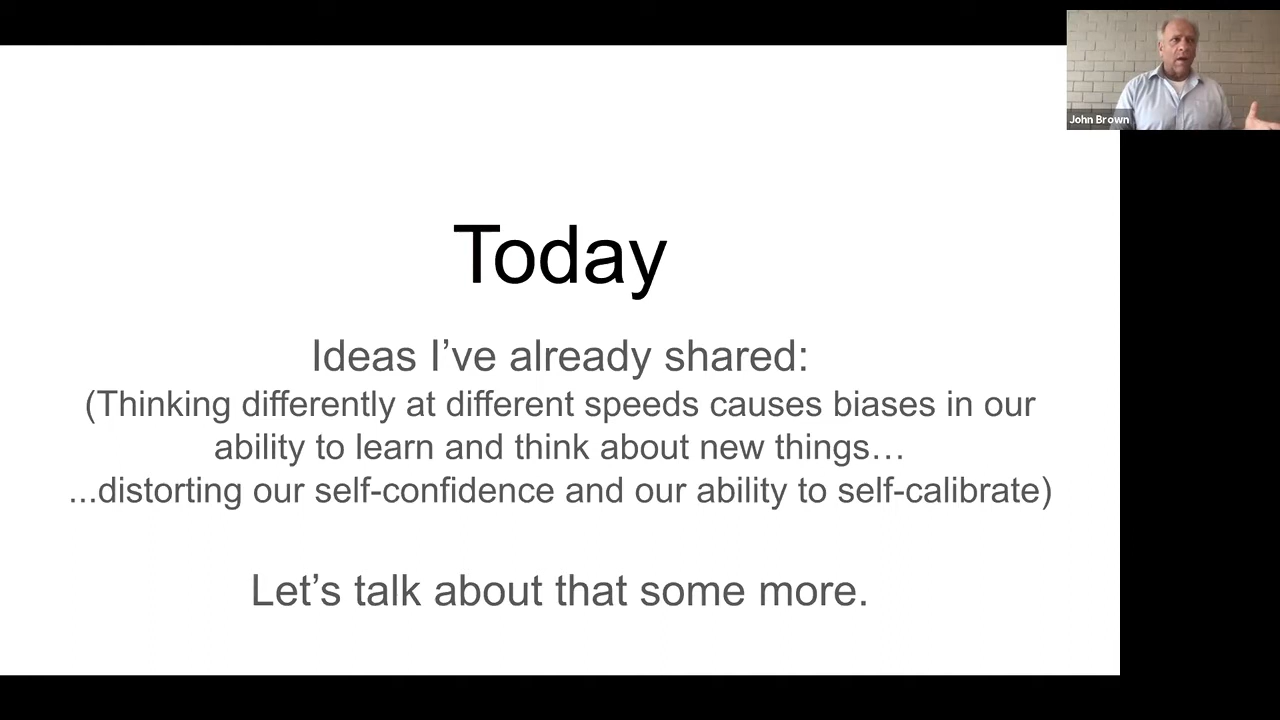 John Brown
Today
Ideas I’ve already shared:
(Thinking differently at different speeds causes biases in our
ability to learn and think about new things…
...distorting our self-confidence and our ability to self-calibrate)
Let’s talk about that some more.